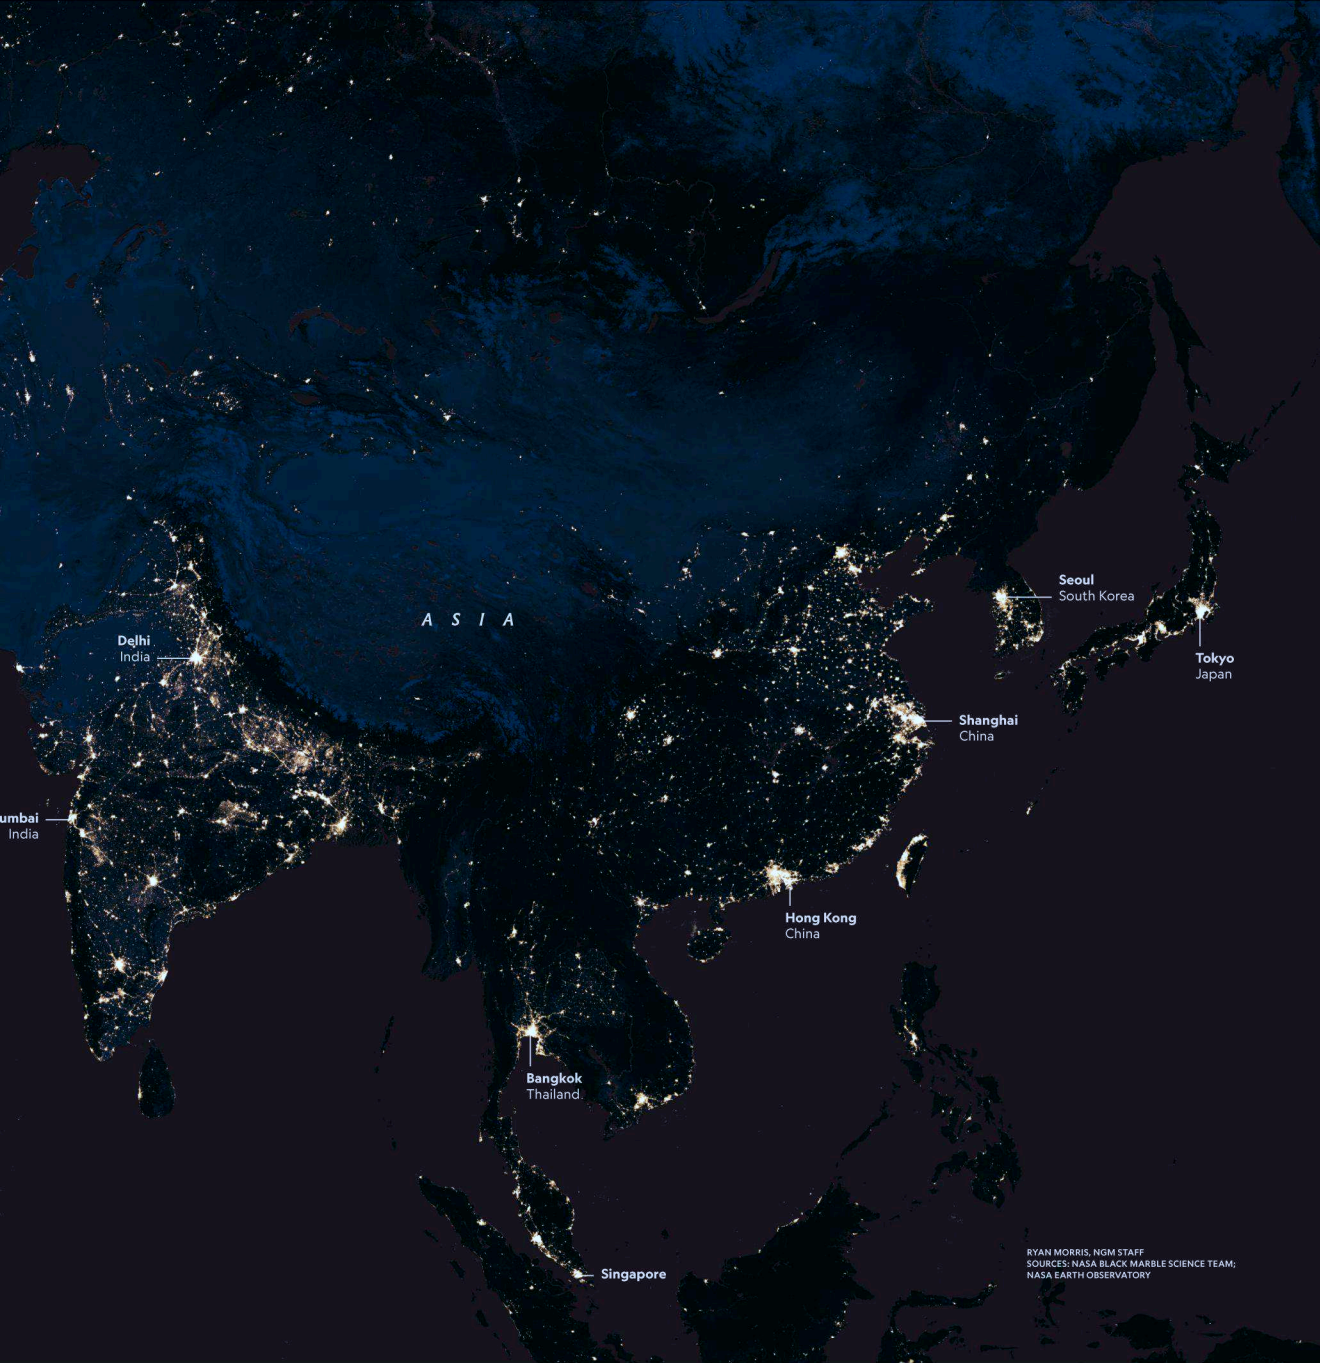 Seoul
South Korea
A S I A
Delhi
India
Tokyo
Japan
Shanghai
China
umbai
India
Hong Kong
China
Bangkok
Thailand
Singapore
RYAN MORRIS, NGM STAFF
SOURCES: NASA BLACK MARBLE SCIENCE TEAM;
NASA EARTH OBSERVATORY